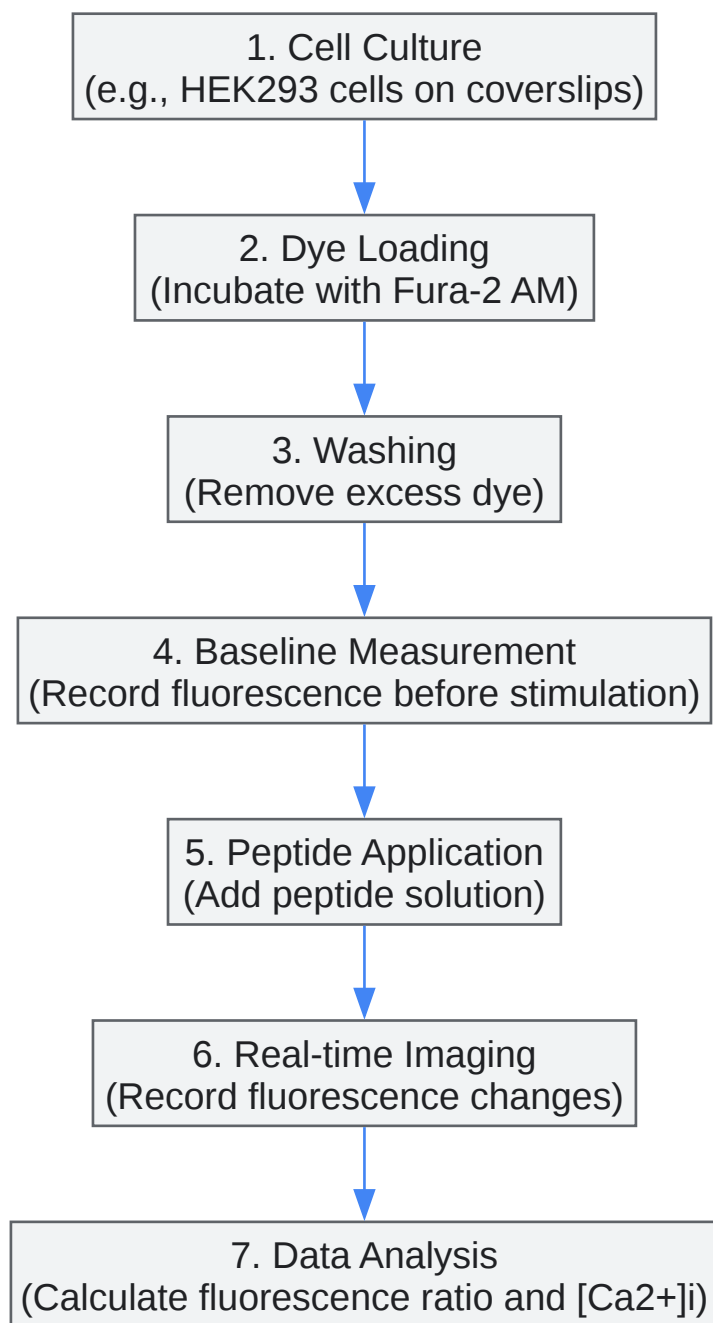 1. Cell Culture
(e.g., HEK293 cells on coverslips)
2. Dye Loading
(Incubate with Fura-2 AM)
3. Washing
(Remove excess dye)
4. Baseline Measurement
(Record fluorescence before stimulation)
5. Peptide Application
(Add peptide solution)
6. Real-time Imaging
(Record fluorescence changes)
7. Data Analysis
(Calculate fluorescence ratio and [Ca2+]i)